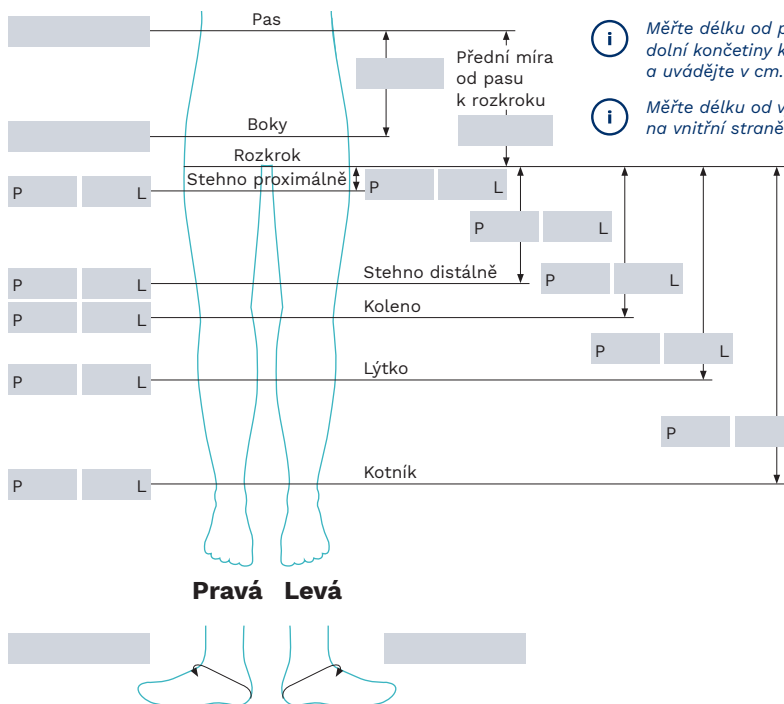 Pas
Měřte délku od p
dolní končetiny k
a uvádějte v cm.
Přední míra
od pasu
k rozkroku
Měřte délku od v
na vnitřní straně
Boky
Rozkrok
Stehno proximálně
P L
P L
P L
Stehno distálně
P L
P L
Koleno
P L
P L
Lýtko
P L
P L
Kotník
P L
Pravá Levá